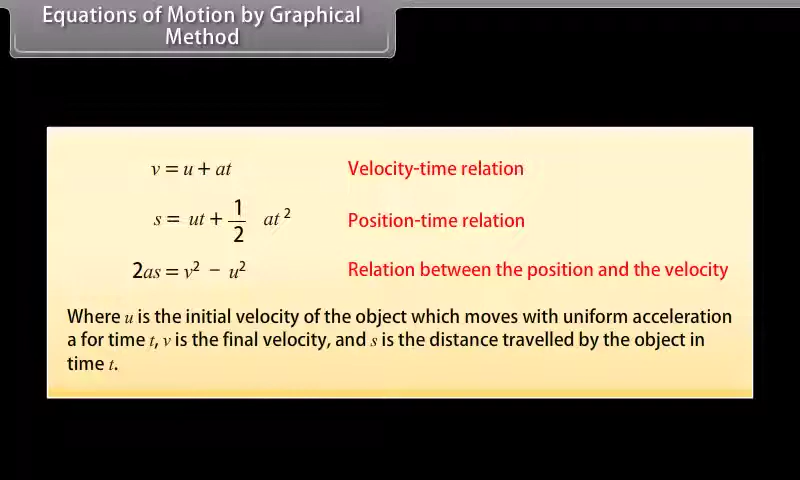 Equations of Motion by Graphical
Method
v = u + at Velocity-time relation
s = ut + 1/2 at² Position-time relation
2as = v² − u² Relation between the position and the velocity
Where u is the initial velocity of the object which moves with uniform acceleration
a for time t, v is the final velocity, and s is the distance travelled by the object in
time t.